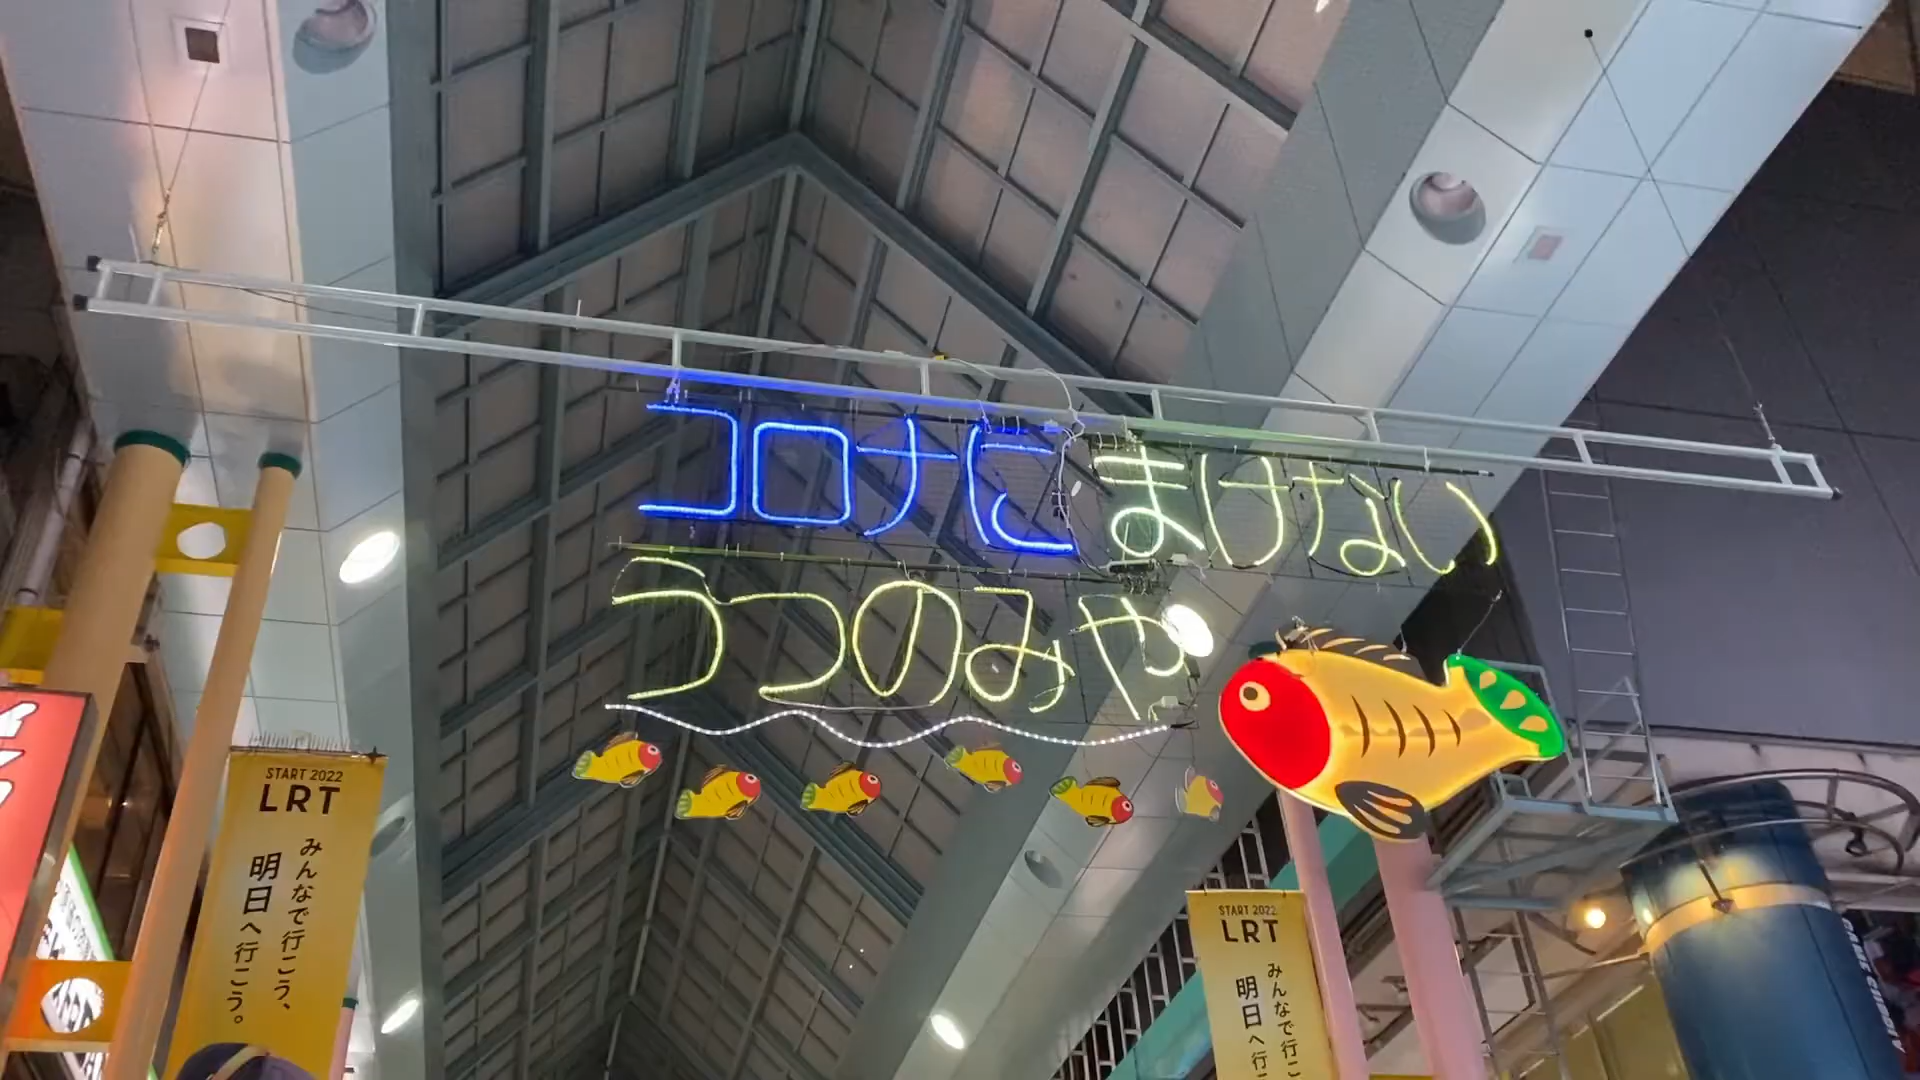 コロナにまけない
うつのみや
START 2022
LRT
みんなで行こう、
明日へ行こう。
START 2022
LRT
みんなで行こ
明日へ行こ